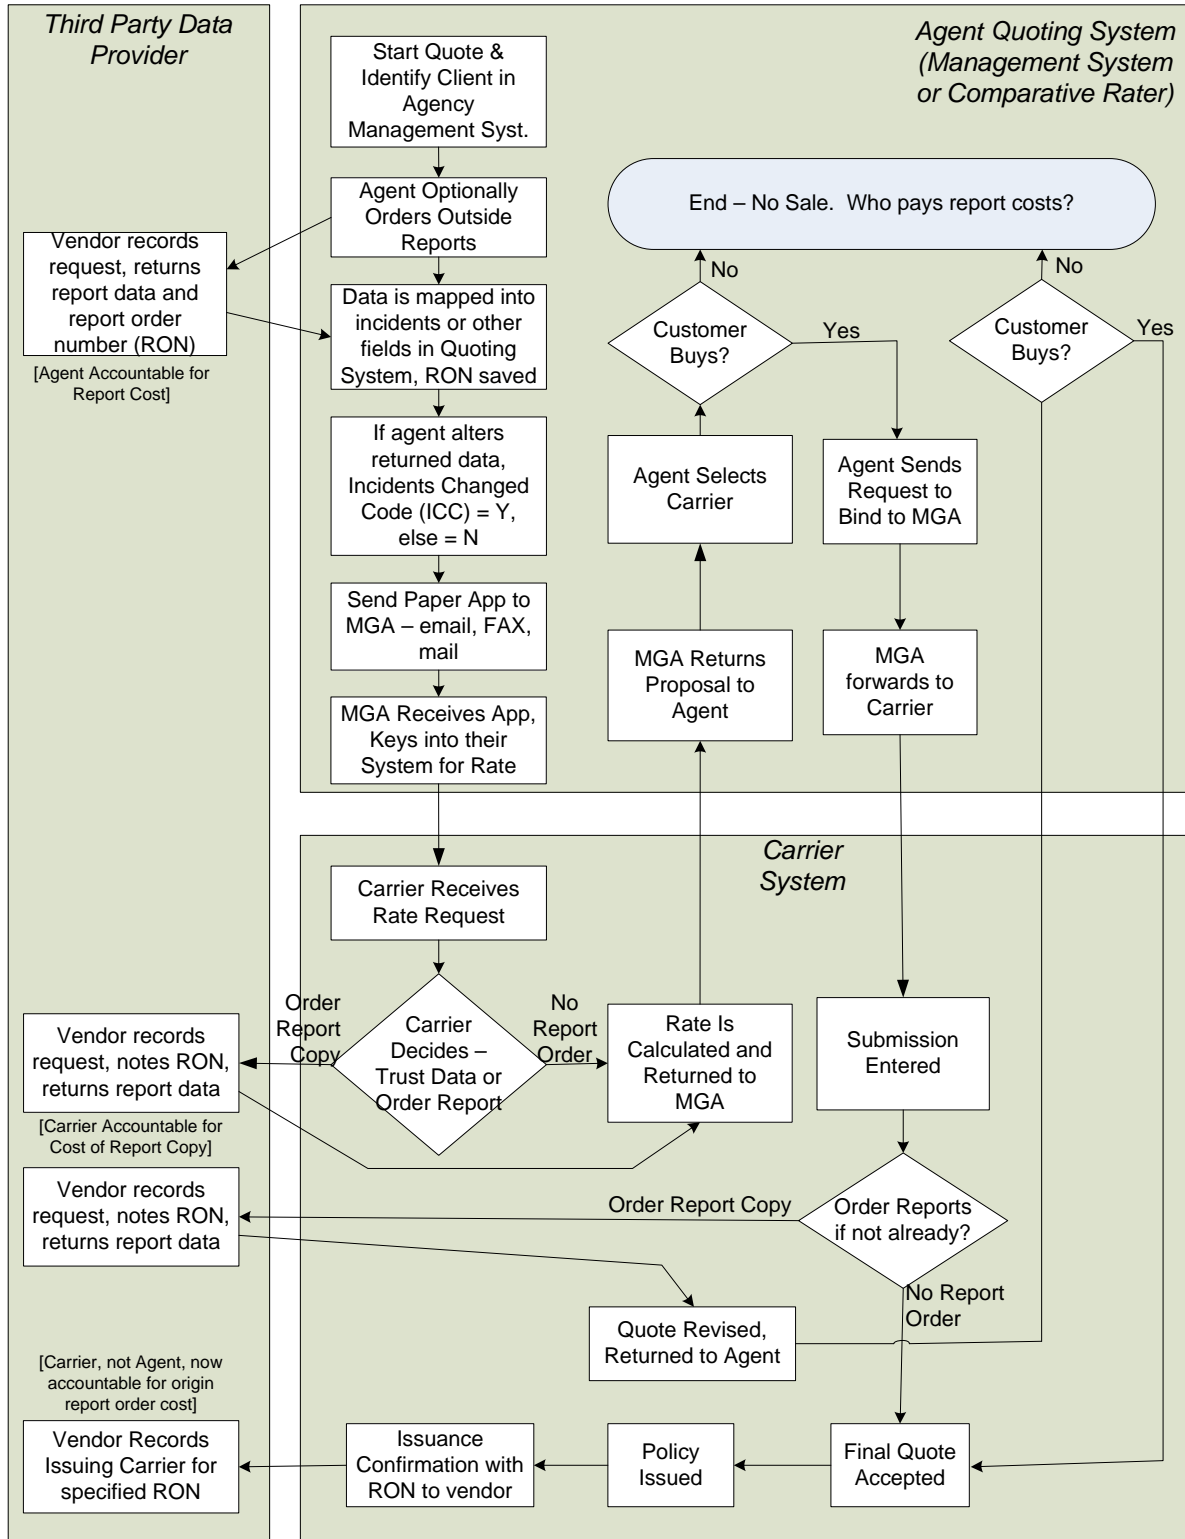 Third Party Data
Provider
Agent Quoting System
(Management System
or Comparative Rater)
Start Quote &
Identify Client in
Agency
Management Syst.
Agent Optionally
Orders Outside
Reports
End – No Sale.  Who pays report costs?
Vendor records
request, returns
report data and
report order
number (RON)
[Agent Accountable for
Report Cost]
Data is mapped into
incidents or other
fields in Quoting
System, RON saved
No
Customer
Buys?
Yes
No
Customer
Buys?
Yes
If agent alters
returned data,
Incidents Changed
Code (ICC) = Y,
else = N
Agent Selects
Carrier
Agent Sends
Request to
Bind to MGA
Send Paper App to
MGA – email, FAX,
mail
MGA Returns
Proposal to
Agent
MGA
forwards to
Carrier
MGA Receives App,
Keys into their
System for Rate
Carrier
System
Carrier Receives
Rate Request
Order
Report
Copy
Carrier
Decides –
Trust Data or
Order Report
No
Report
Order
Rate Is
Calculated and
Returned to
MGA
Submission
Entered
Vendor records
request, notes RON,
returns report data
[Carrier Accountable for
Cost of Report Copy]
Vendor records
request, notes RON,
returns report data
Order Report Copy
Order Reports
if not already?
No Report
Order
Quote Revised,
Returned to Agent
[Carrier, not Agent, now
accountable for origin
report order cost]
Vendor Records
Issuing Carrier for
specified RON
Issuance
Confirmation with
RON to vendor
Policy
Issued
Final Quote
Accepted